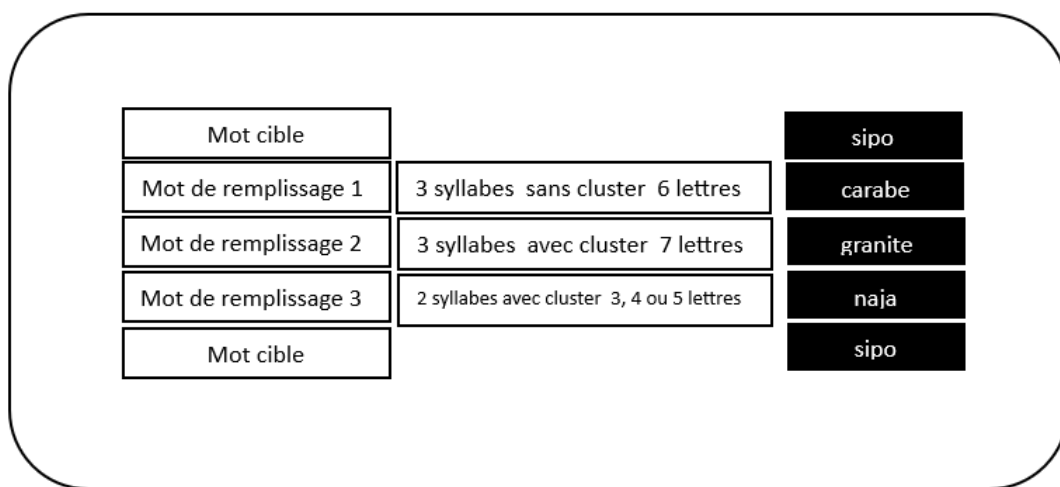 Mot cible sipo
Mot de remplissage 1 3 syllabes sans cluster 6 lettres carabe
Mot de remplissage 2 3 syllabes avec cluster 7 lettres granite
Mot de remplissage 3 2 syllabes avec cluster 3, 4 ou 5 lettres naja
Mot cible sipo